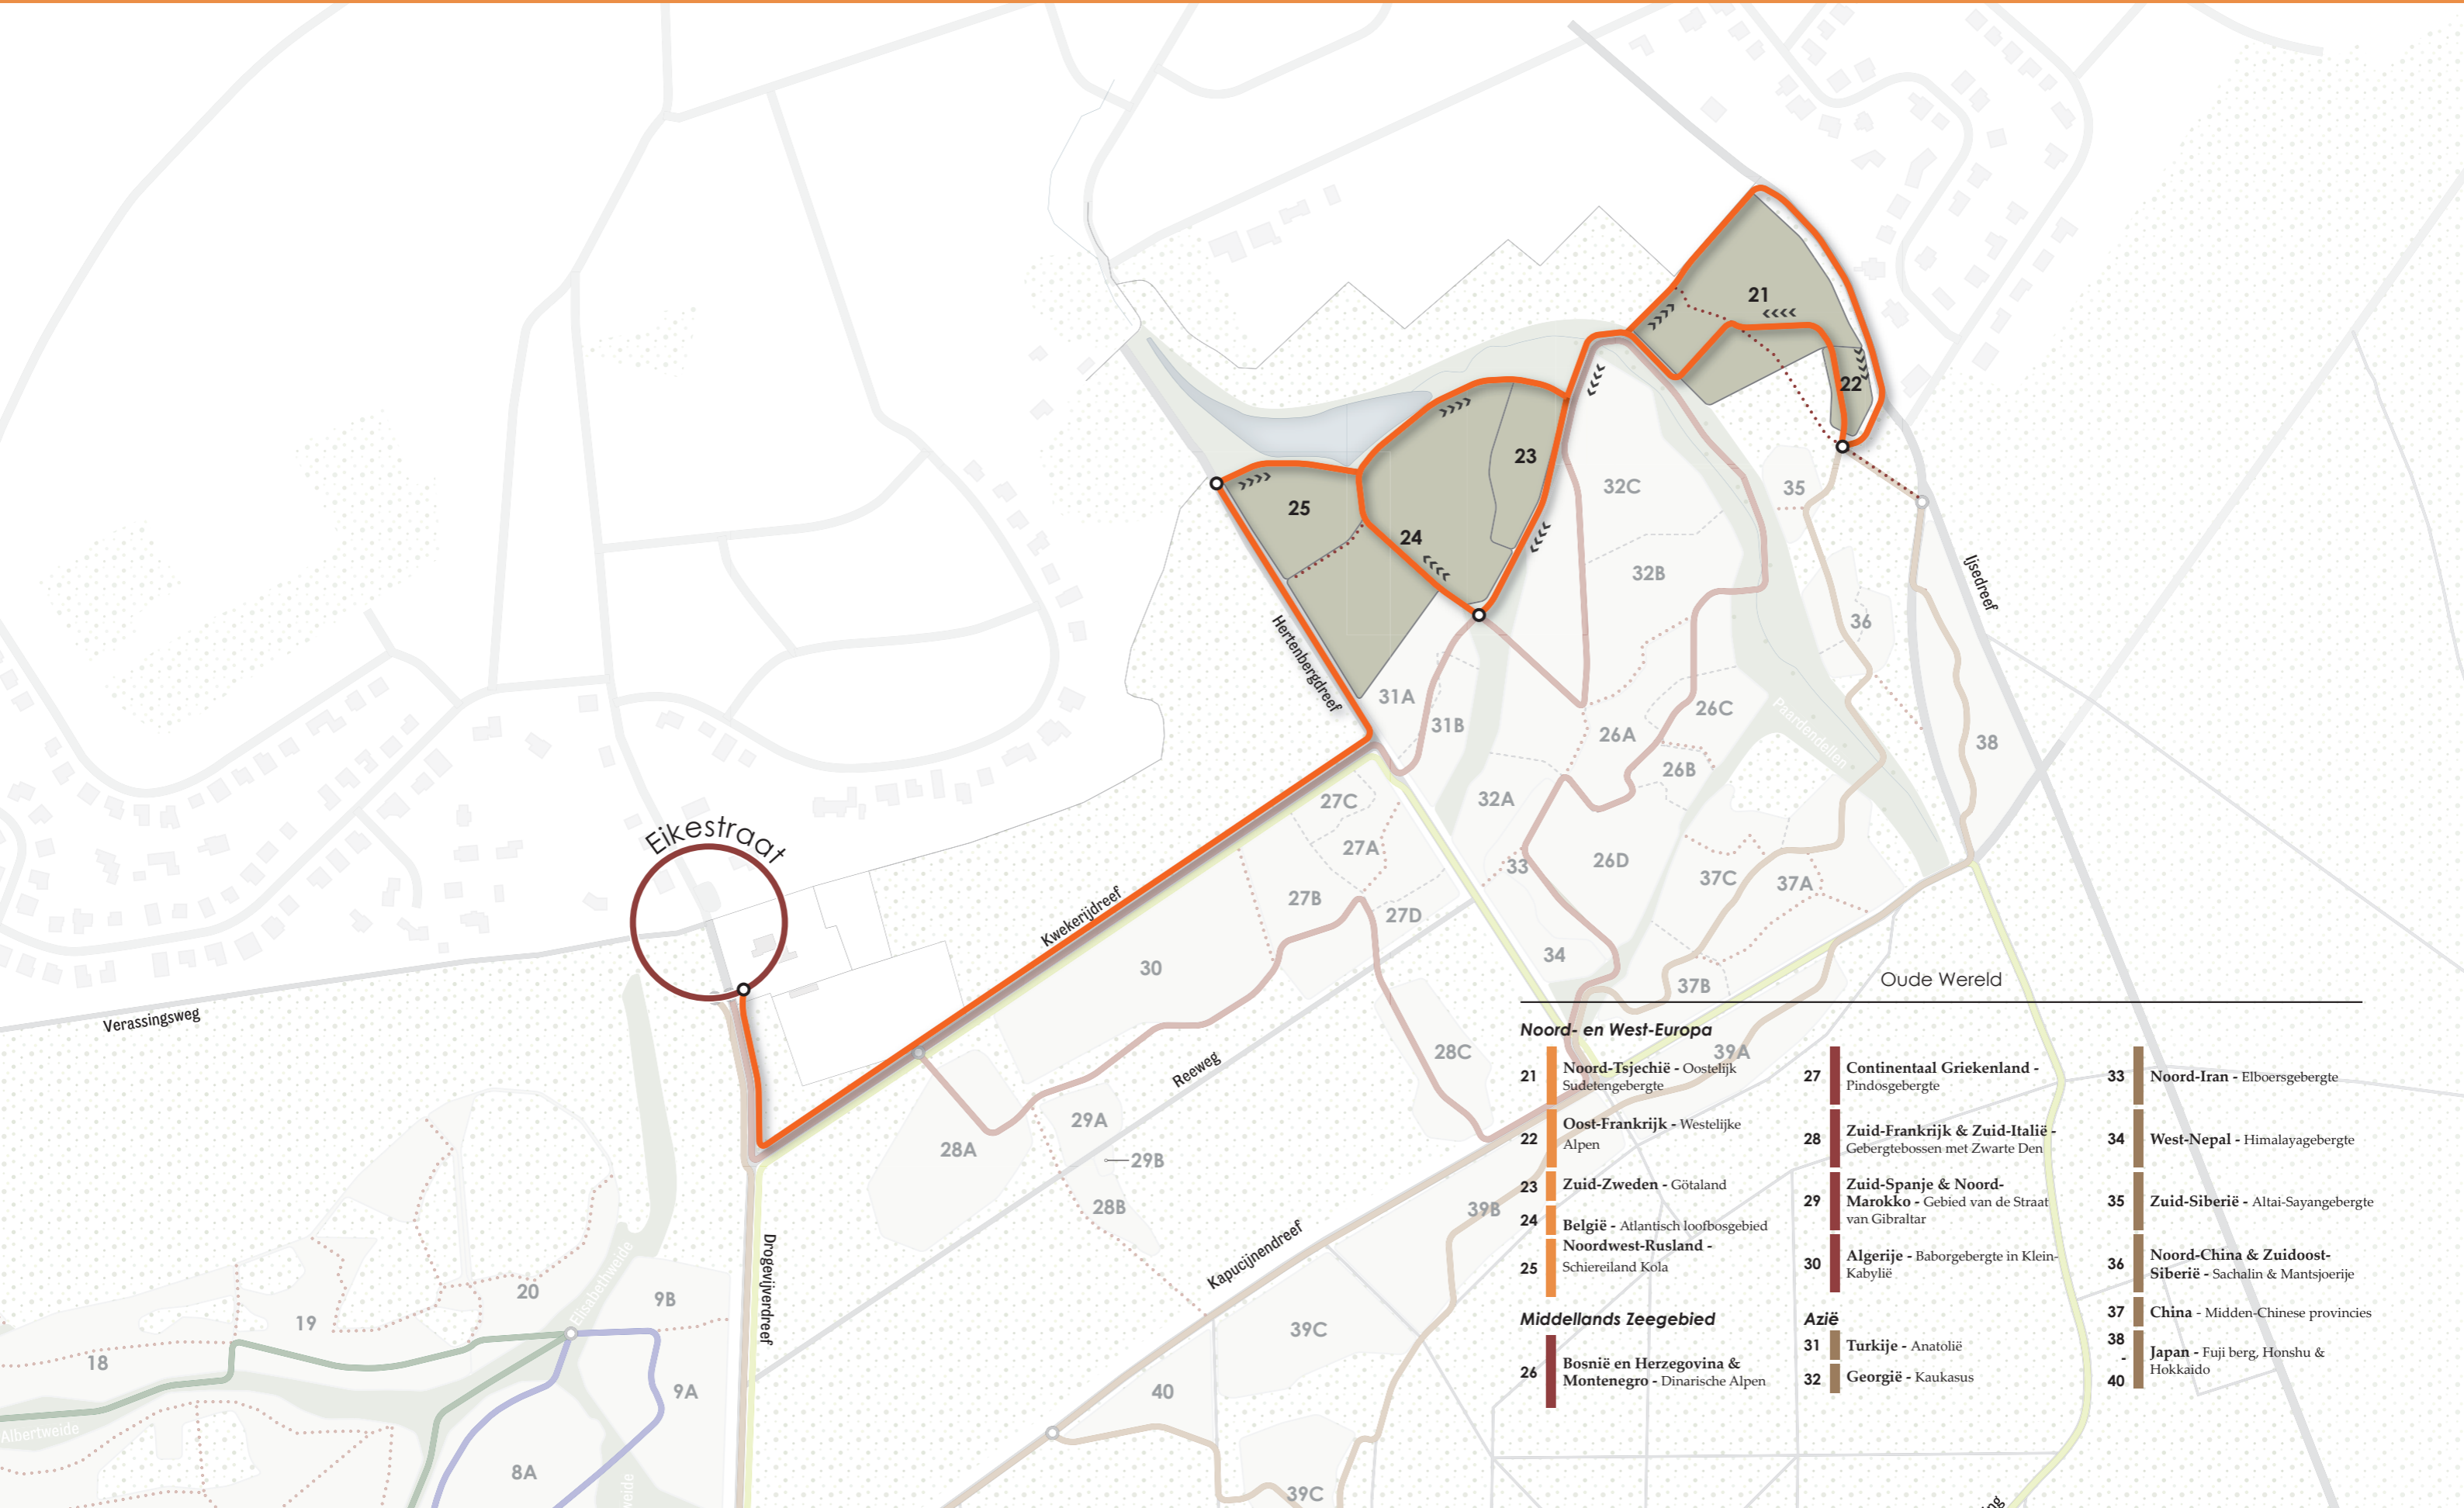 21
22
23
24
25
35
32C
32B
36
38
26C
26A
26B
31A
31B
32A
33
26D
37C
37A
34
37B
39A
27C
27A
27B
27D
30
28C
28A
29A
29B
28B
39B
39C
40
39C
20
19
18
9B
9A
8A
Eikestraat
Hertenbergdreef
Ijsedreef
Paardendellen
Kwekerijdreef
Verassingsweg
Reeweg
Kapucijnendreef
Drogevijverdreef
Elisabethweide
Albertweide
Oude Wereld
Noord- en West-Europa
21 Noord-Tsjechië - Oostelijk
Sudetengebergte
22 Oost-Frankrijk - Westelijke
Alpen
23 Zuid-Zweden - Götaland
24 België - Atlantisch loofbosgebied
25 Noordwest-Rusland -
Schiereiland Kola
Middellands Zeegebied
26 Bosnië en Herzegovina &
Montenegro - Dinarische Alpen
27 Continentaal Griekenland -
Pindosgebergte
28 Zuid-Frankrijk & Zuid-Italië -
Gebergtebossen met Zwarte Den
29 Zuid-Spanje & Noord-
Marokko - Gebied van de Straat
van Gibraltar
30 Algerije - Baborgebergte in Klein-
Kabylië
Azië
31 Turkije - Anatolië
32 Georgië - Kaukasus
33 Noord-Iran - Elboersgebergte
34 West-Nepal - Himalayagebergte
35 Zuid-Siberië - Altai-Sayangebergte
36 Noord-China & Zuidoost-
Siberië - Sachalin & Mantsjoerije
37 China - Midden-Chinese provincies
38 - 40 Japan - Fuji berg, Honshu &
Hokkaido